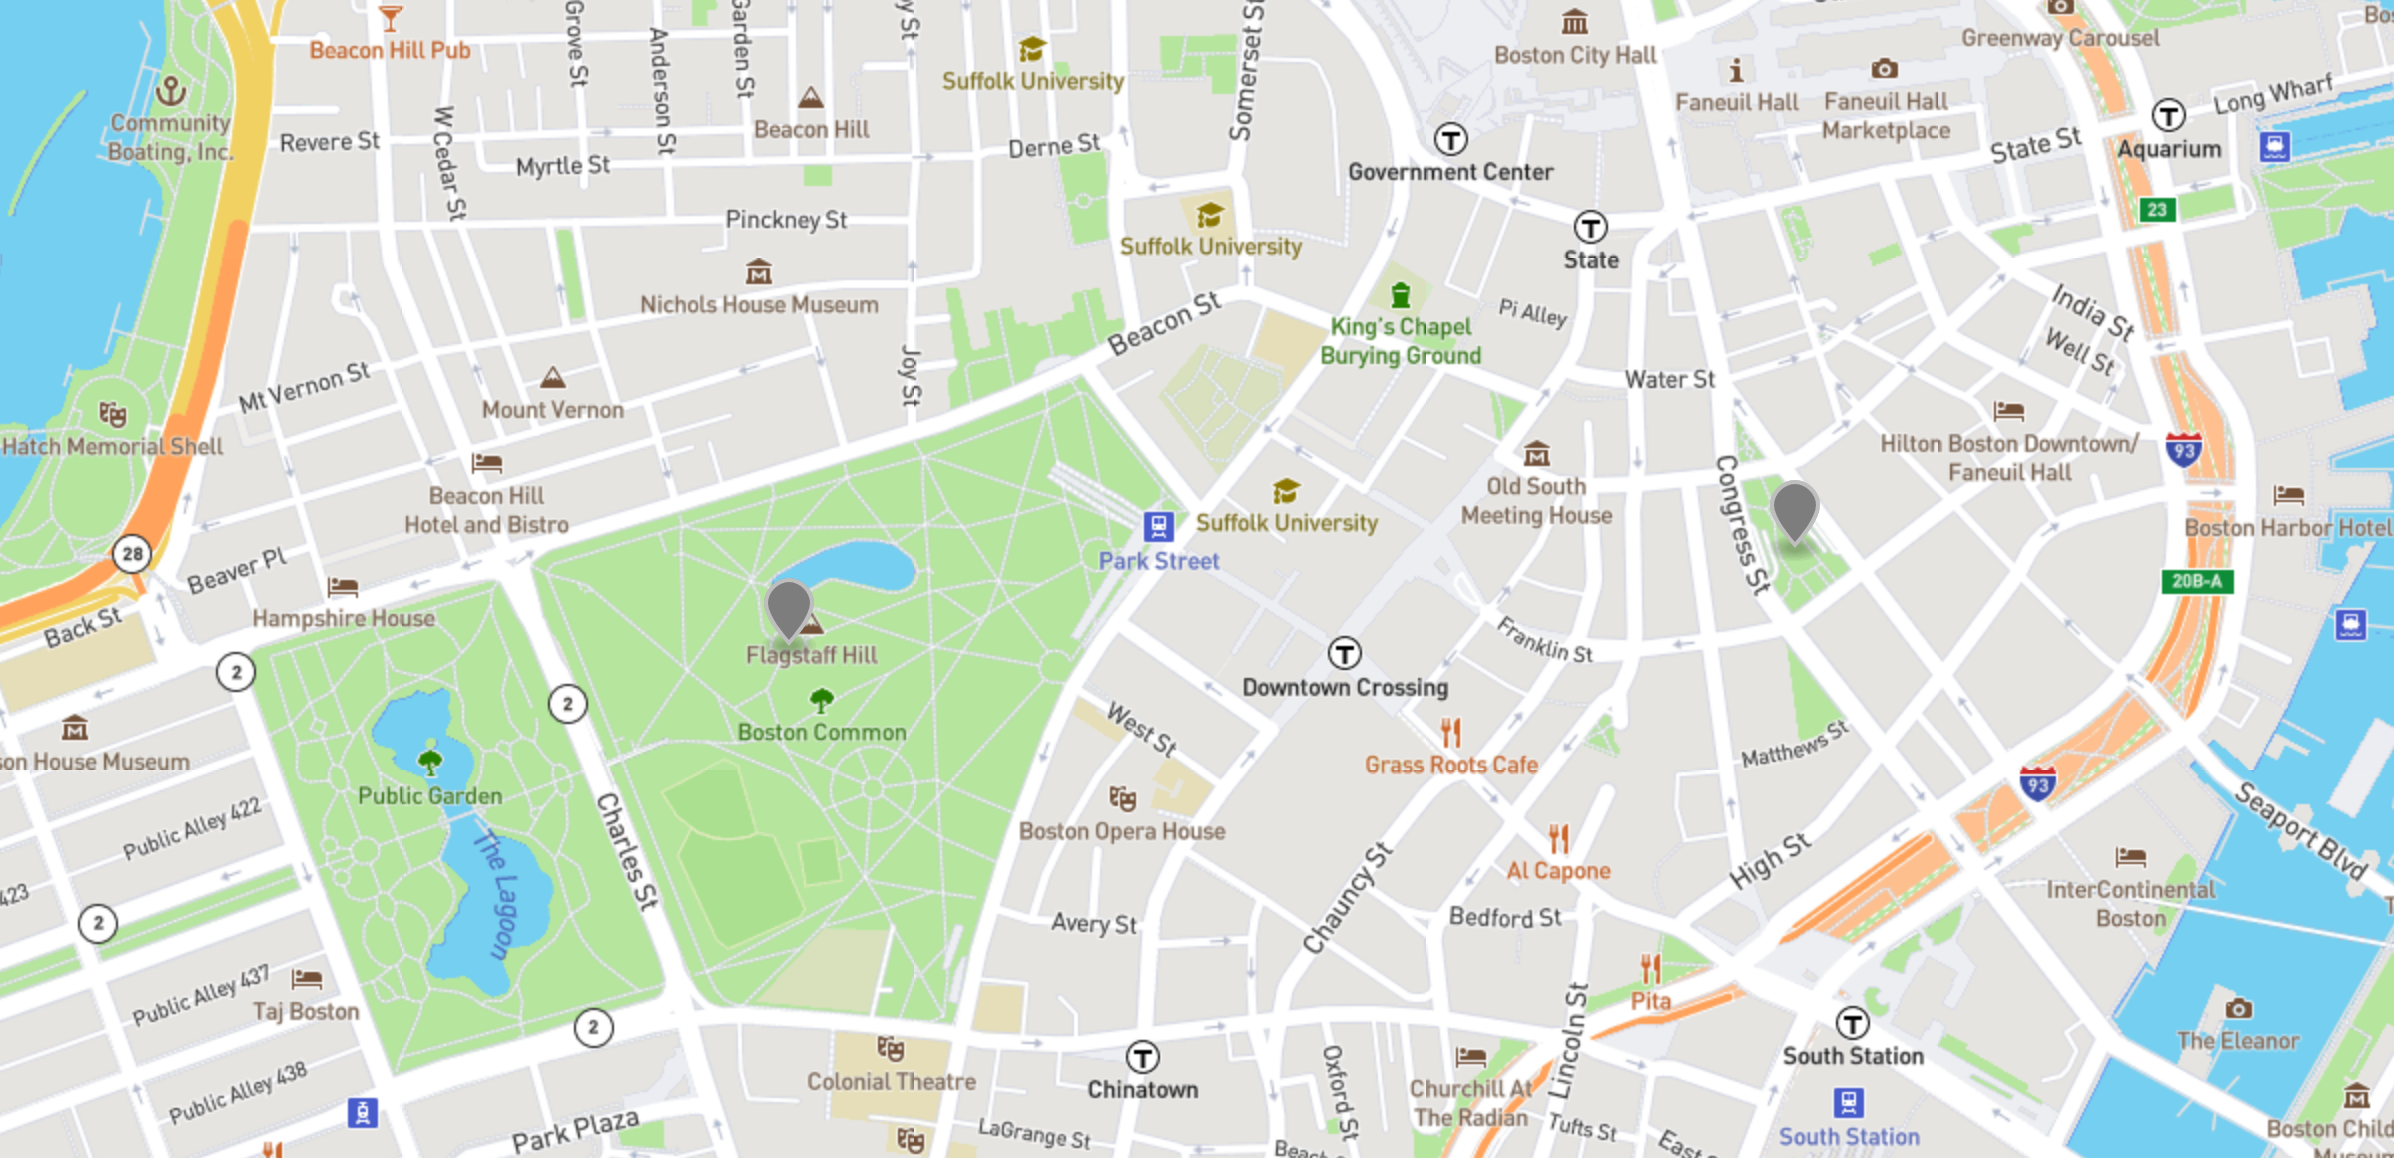 Beacon Hill Pub
Grove St
Garden St
Anderson St
y St
Suffolk University
Somerset St
Boston City Hall
Greenway Carousel
Bos
Community
Boating, Inc.
Revere St
W Cedar St
Myrtle St
Beacon Hill
Derne St
Government Center
Faneuil Hall
Faneuil Hall
Marketplace
State St
T
Aquarium
Long Wharf
T
23
Pinckney St
Suffolk University
T
State
Nichols House Museum
Beacon St
King's Chapel
Burying Ground
Pi Alley
India St
Well St
Mt Vernon St
Mount Vernon
Joy St
Water St
Hatch Memorial Shell
Beacon Hill
Hotel and Bistro
Suffolk University
Old South
Meeting House
Congress St
Hilton Boston Downtown/
Faneuil Hall
93
Boston Harbor Hotel
28
Beaver Pl
Park Street
20B-A
Back St
Hampshire House
Flagstaff Hill
Franklin St
2
2
T
Downtown Crossing
son House Museum
Public Garden
Boston Common
West St
Grass Roots Cafe
Matthews St
93
Seaport Blvd
Public Alley 422
The Lagoon
Charles St
Boston Opera House
Chauncy St
Al Capone
High St
InterContinental
Boston
423
2
Avery St
Bedford St
Public Alley 437
Taj Boston
2
Lincoln St
Pita
T
South Station
The Eleanor
Public Alley 438
Colonial Theatre
T
Chinatown
Oxford St
Churchill At
The Radian
South Station
Park Plaza
LaGrange St
Beach
Tufts St
East
Boston Child
Museum